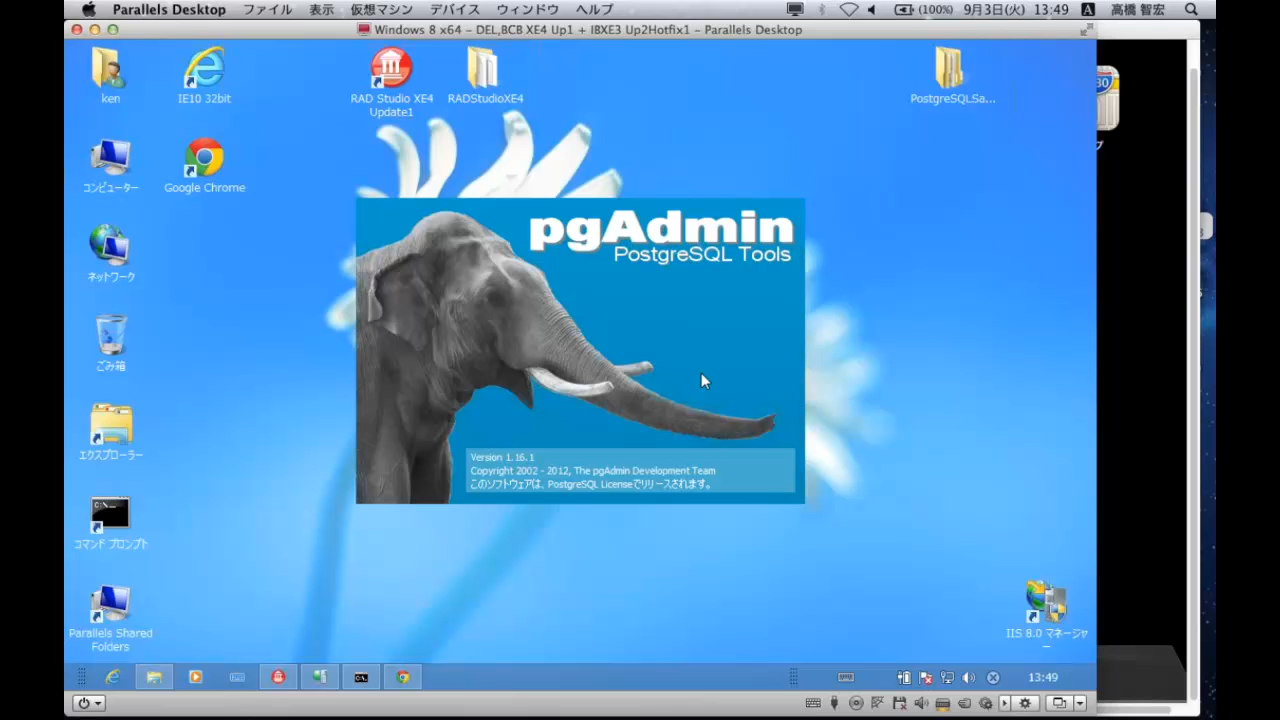 Parallels Desktop ファイル 表示 仮想マシン デバイス ウィンドウ ヘルプ (100%) 9月3日(火) 13:49 A 高橋 智宏
Windows 8 x64 – DEL,BCB XE4 Up1 + IBXE3 Up2Hotfix1 – Parallels Desktop
ken
IE10 32bit
RAD Studio XE4
Update1
RADStudioXE4
PostgreSQLSa...
コンピューター
Google Chrome
pgAdmin
PostgreSQL Tools
ネットワーク
ごみ箱
エクスプローラー
Version 1.16.1
Copyright 2002 - 2012, The pgAdmin Development Team
このソフトウェアは、PostgreSQL Licenseでリリースされます。
コマンド プロンプト
Parallels Shared
Folders
IIS 8.0 マネージャ
ー
13:49